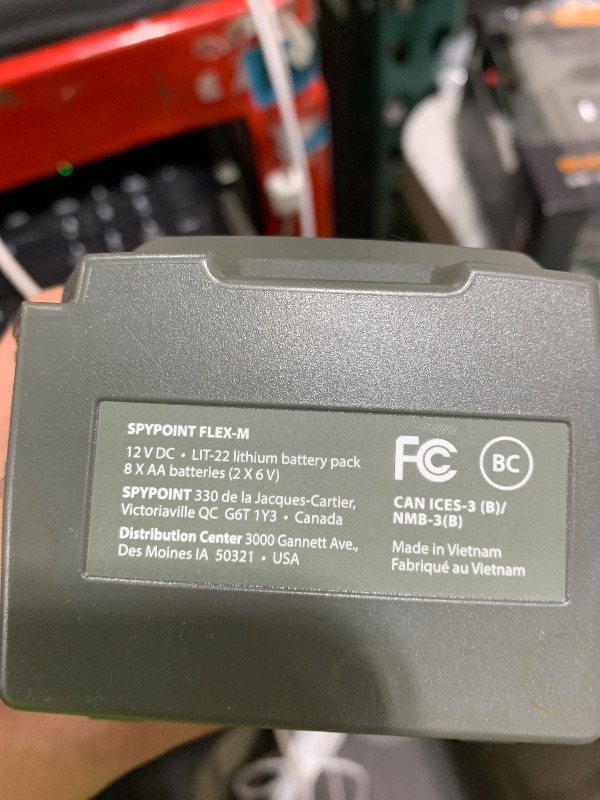 SPYPOINT FLEX-M
12 V DC • LIT-22 lithium battery pack
8 X AA batteries (2 X 6 V)
SPYPOINT 330 de la Jacques-Cartier,
Victoriaville QC G6T 1Y3 • Canada
Distribution Center 3000 Gannett Ave.,
Des Moines IA 50321 • USA
FC
BC
CAN ICES-3 (B)/
NMB-3(B)
Made in Vietnam
Fabriqué au Vietnam